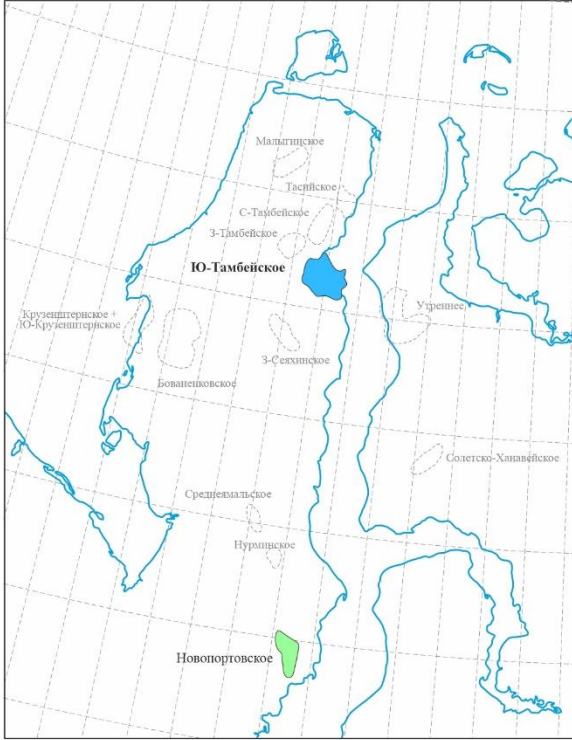 Малыгинское
Тасийское
С-Тамбейское
З-Тамбейское
Ю-Тамбейское
Утреннее
Крузенштернское +
Ю-Крузенштернское
З-Сеяхинское
Бованенковское
Солетско-Ханавейское
Среднеямальское
Нурминское
Новопортовское